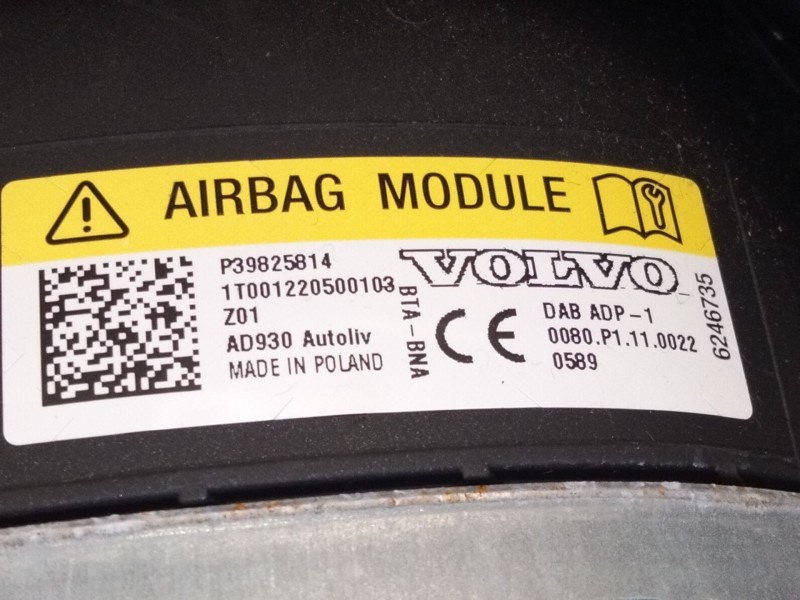 AIRBAG MODULE
P39825814
1T001220500103
Z01
AD930 Autoliv
MADE IN POLAND
BTA-BNA
VOLVO
CE
DAB ADP-1
0080.P1.11.0022
0589
6246735